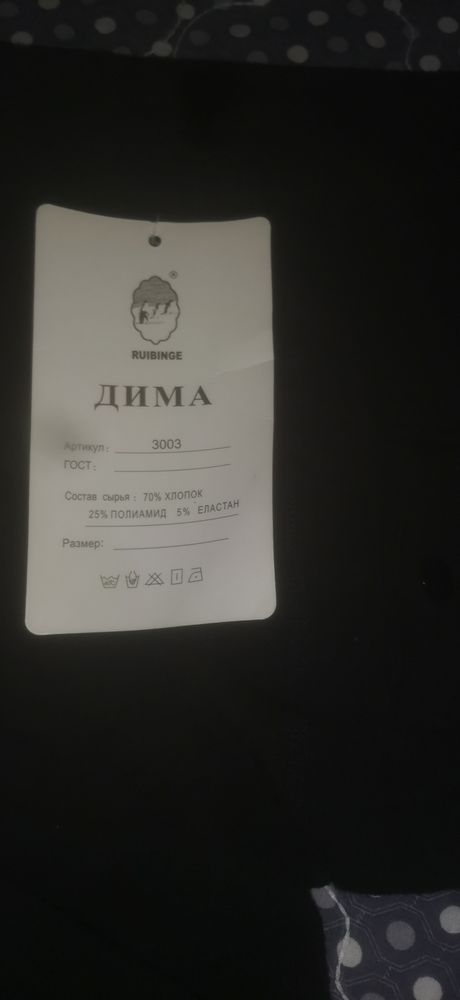 ®
RUIBINGE
ДИМА
Артикул: 3003
ГОСТ:
Состав сырья: 70% ХЛОПОК
25% ПОЛИАМИД 5% ЕЛАСТАН
Размер: